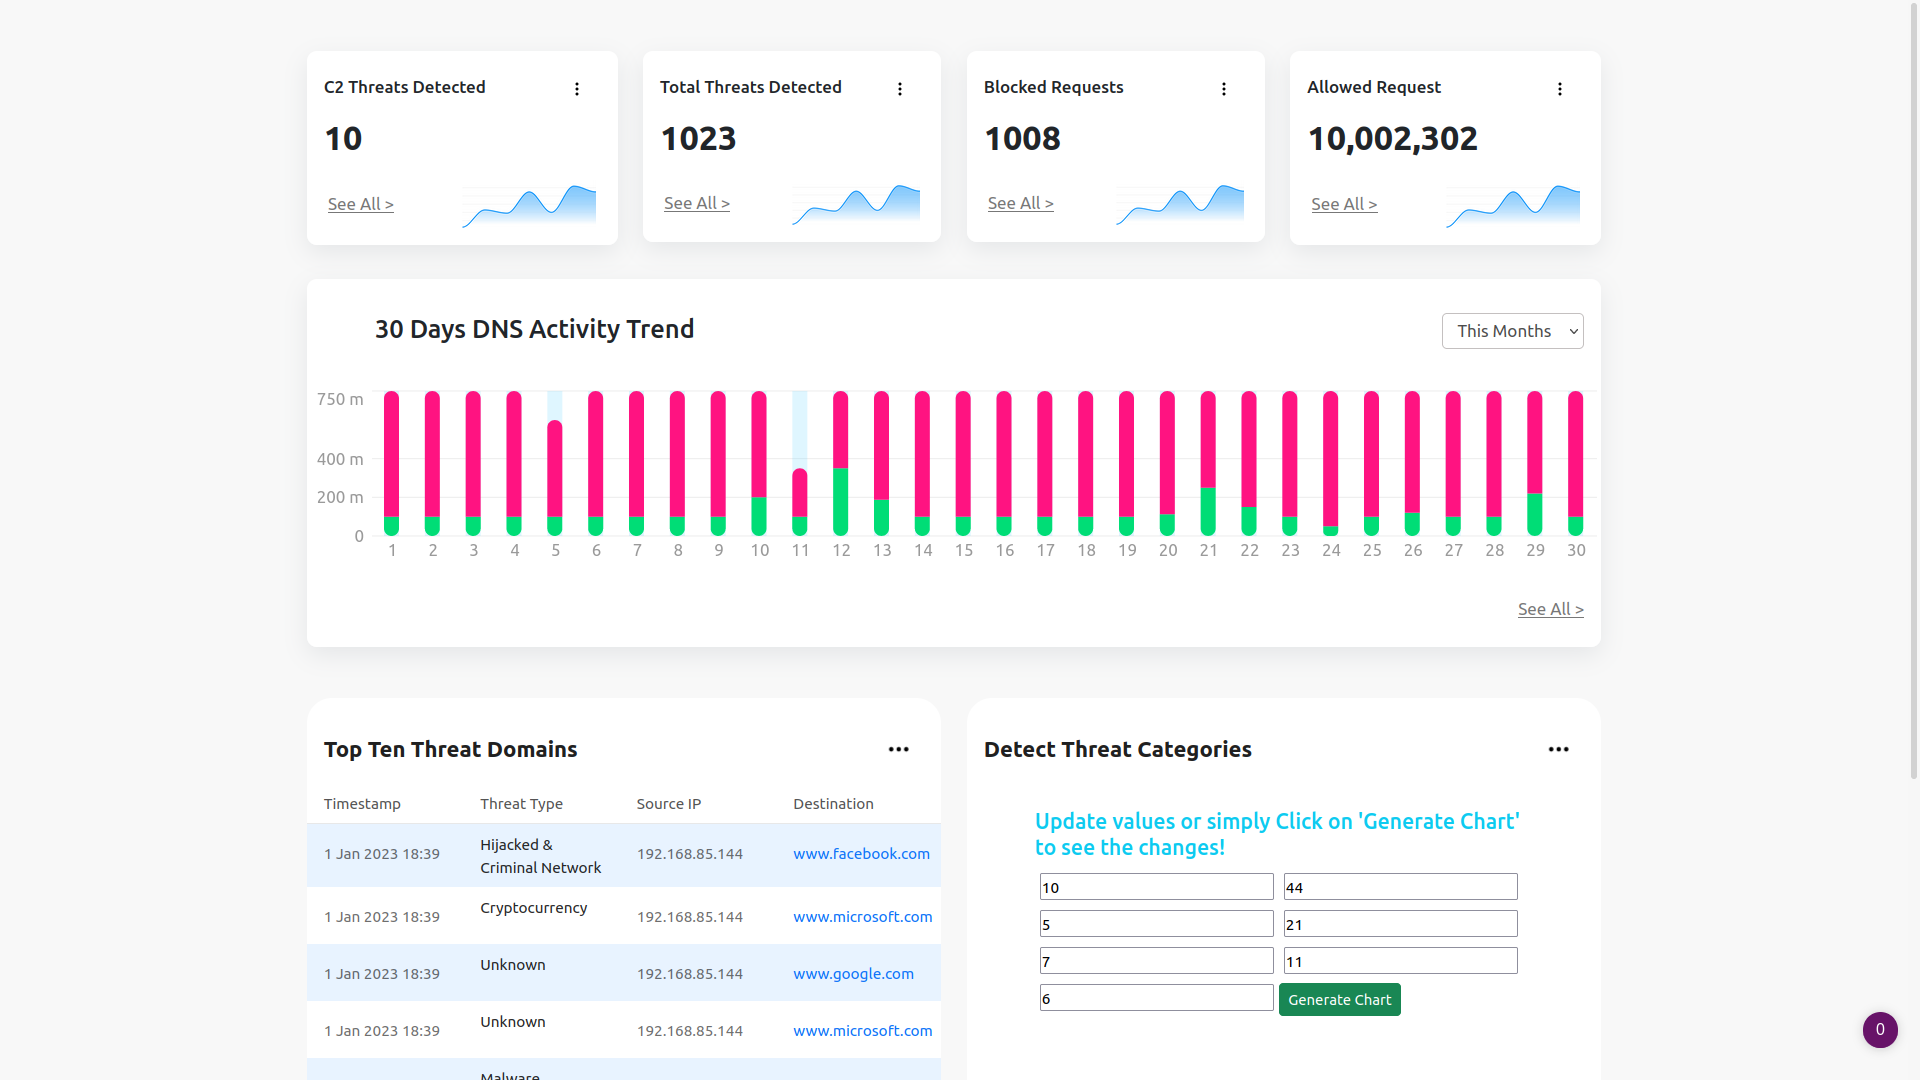 C2 Threats Detected
10
See All >
Total Threats Detected
1023
See All >
Blocked Requests
1008
See All >
Allowed Request
10,002,302
See All >
30 Days DNS Activity Trend
This Months
750 m
400 m
200 m
0
1 2 3 4 5 6 7 8 9 10 11 12 13 14 15 16 17 18 19 20 21 22 23 24 25 26 27 28 29 30
See All >
Top Ten Threat Domains
Timestamp Threat Type Source IP Destination
1 Jan 2023 18:39 Hijacked & Criminal Network 192.168.85.144 www.facebook.com
1 Jan 2023 18:39 Cryptocurrency 192.168.85.144 www.microsoft.com
1 Jan 2023 18:39 Unknown 192.168.85.144 www.google.com
1 Jan 2023 18:39 Unknown 192.168.85.144 www.microsoft.com
Malware
Detect Threat Categories
Update values or simply Click on 'Generate Chart'
to see the changes!
10 44
5 21
7 11
6 Generate Chart
0